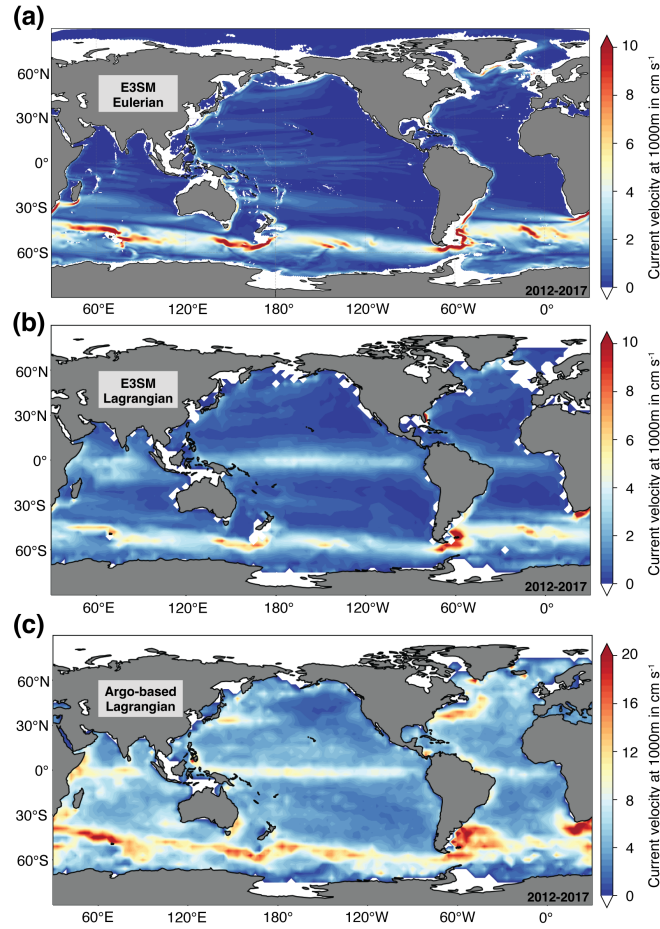 (a)
E3SM
Eulerian
60°N
30°N
0°
30°S
60°S
60°E
120°E
180°
120°W
60°W
0°
2012-2017
10
8
6
4
2
0
Current velocity at 1000m in cm s⁻¹
(b)
E3SM
Lagrangian
60°N
30°N
0°
30°S
60°S
60°E
120°E
180°
120°W
60°W
0°
2012-2017
10
8
6
4
2
0
Current velocity at 1000m in cm s⁻¹
(c)
Argo-based
Lagrangian
60°N
30°N
0°
30°S
60°S
60°E
120°E
180°
120°W
60°W
0°
2012-2017
20
16
12
8
4
0
Current velocity at 1000m in cm s⁻¹